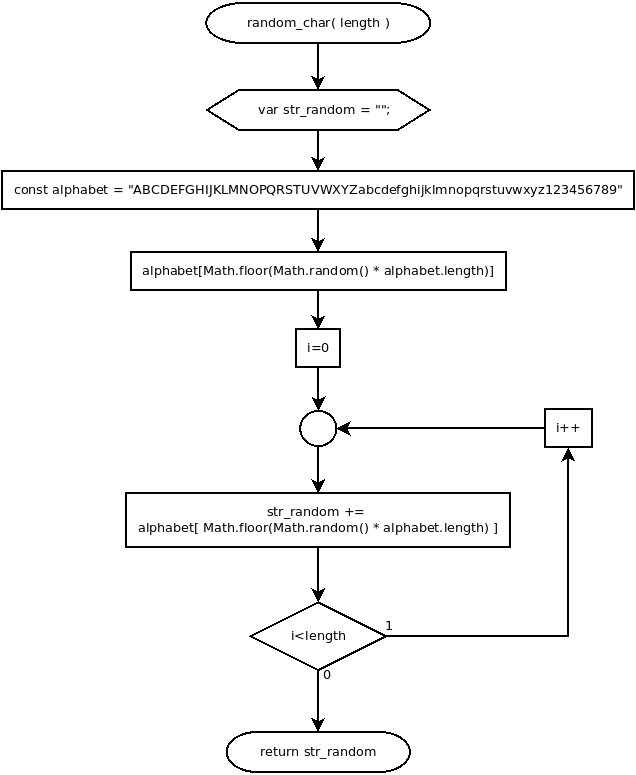 random_char( length )
var str_random = "";
const alphabet = "ABCDEFGHIJKLMNOPQRSTUVWXYZabcdefghijklmnopqrstuvwxyz123456789"
alphabet[Math.floor(Math.random() * alphabet.length)]
i=0
i++
str_random +=
alphabet[ Math.floor(Math.random() * alphabet.length) ]
i<length
1
0
return str_random